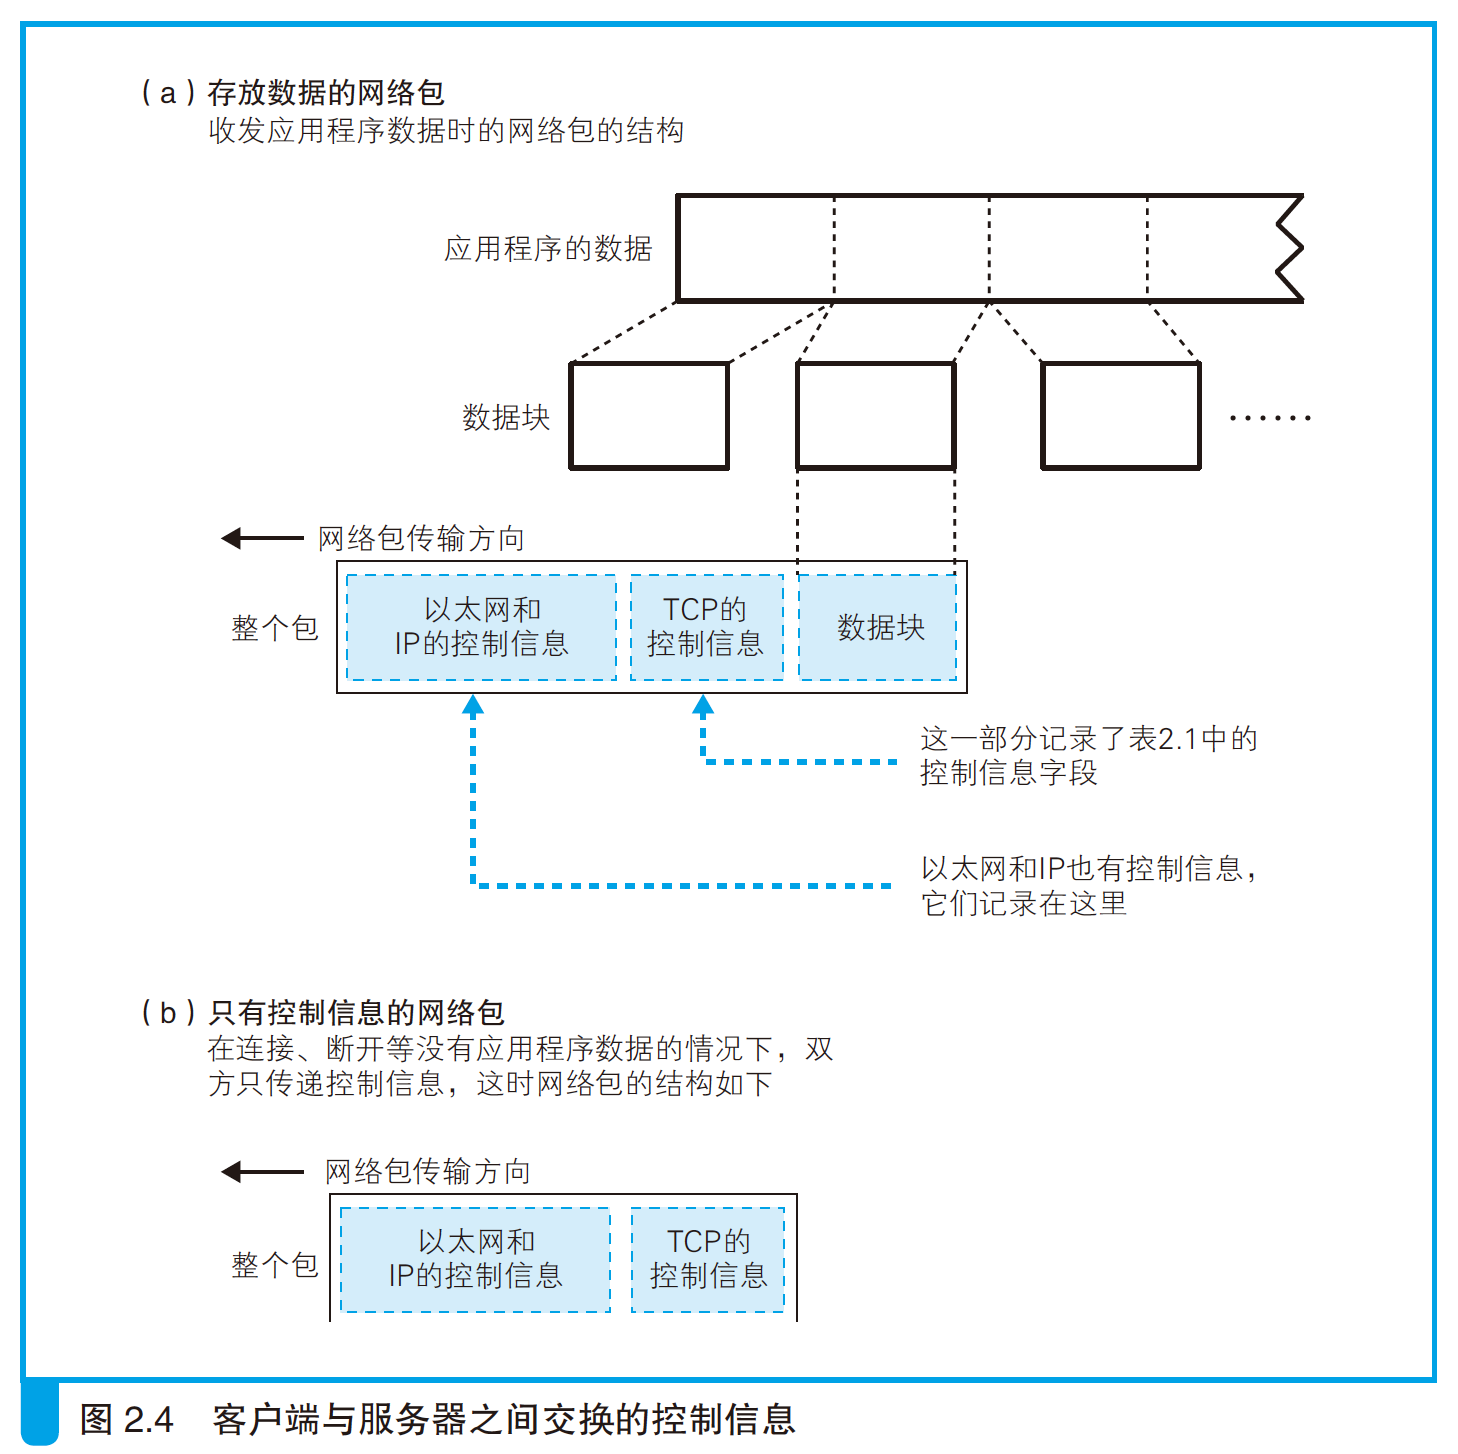 (a)存放数据的网络包
收发应用程序数据时的网络包的结构
应用程序的数据
数据块
……
网络包传输方向
整个包
以太网和
IP的控制信息
TCP的
控制信息
数据块
这一部分记录了表2.1中的
控制信息字段
以太网和IP也有控制信息，
它们记录在这里
(b)只有控制信息的网络包
在连接、断开等没有应用程序数据的情况下，双
方只传递控制信息，这时网络包的结构如下
网络包传输方向
整个包
以太网和
IP的控制信息
TCP的
控制信息
图 2.4 客户端与服务器之间交换的控制信息